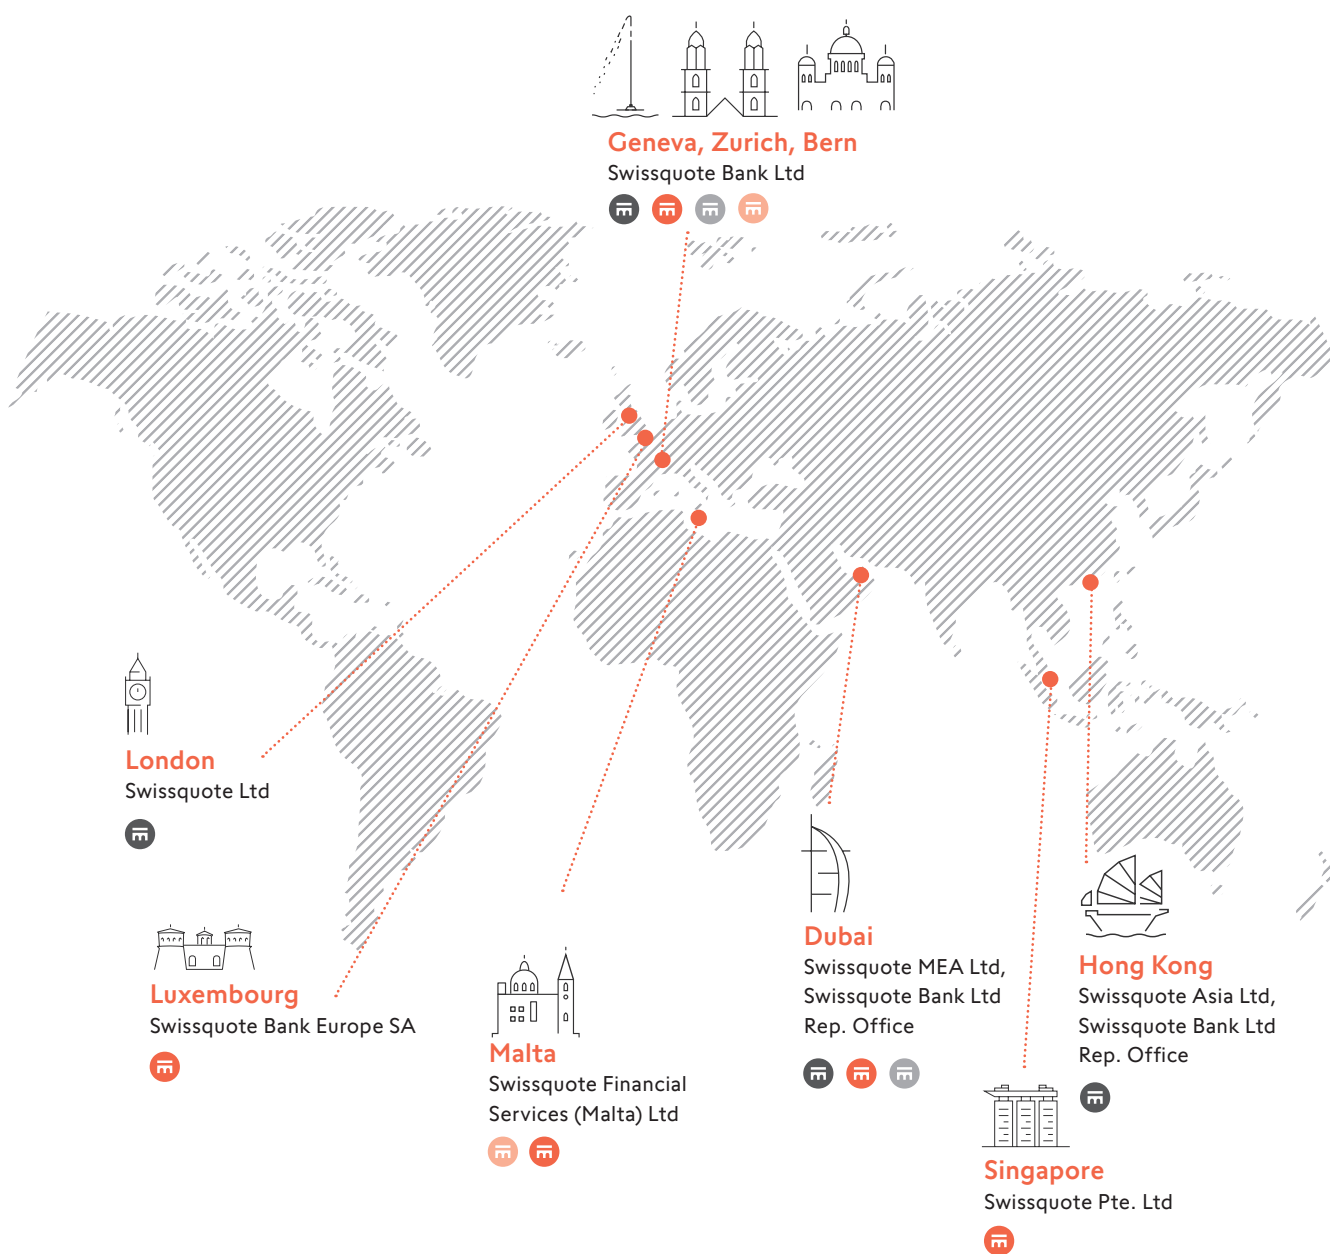 Geneva, Zurich, Bern
Swissquote Bank Ltd
London
Swissquote Ltd
Luxembourg
Swissquote Bank Europe SA
Malta
Swissquote Financial
Services (Malta) Ltd
Dubai
Swissquote MEA Ltd,
Swissquote Bank Ltd
Rep. Office
Hong Kong
Swissquote Asia Ltd,
Swissquote Bank Ltd
Rep. Office
Singapore
Swissquote Pte. Ltd